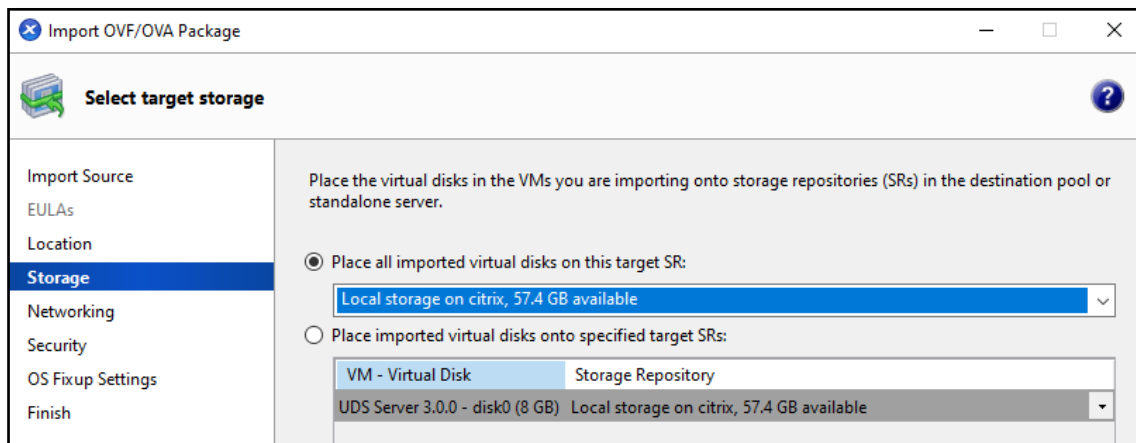 Import OVF/OVA Package
Select target storage
?
Import Source
EULAs
Location
Storage
Networking
Security
OS Fixup Settings
Finish
Place the virtual disks in the VMs you are importing onto storage repositories (SRs) in the destination pool or
standalone server.
Place all imported virtual disks on this target SR:
Local storage on citrix, 57.4 GB available
Place imported virtual disks onto specified target SRs:
VM - Virtual Disk Storage Repository
UDS Server 3.0.0 - disk0 (8 GB) Local storage on citrix, 57.4 GB available